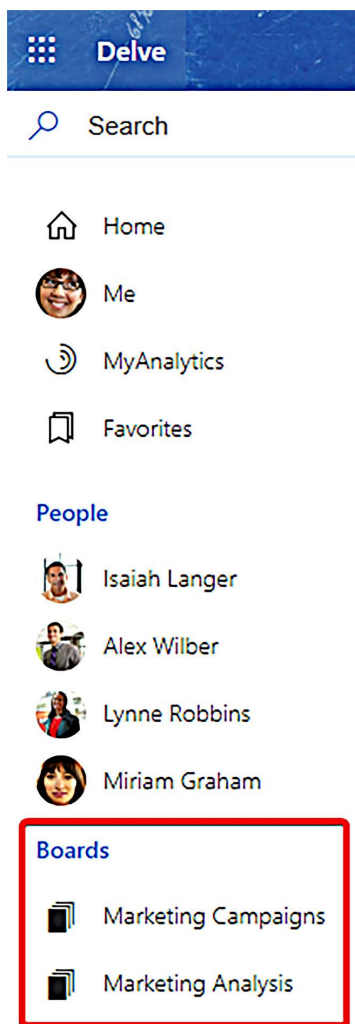 Delve
Search
Home
Me
MyAnalytics
Favorites
People
Isaiah Langer
Alex Wilber
Lynne Robbins
Miriam Graham
Boards
Marketing Campaigns
Marketing Analysis